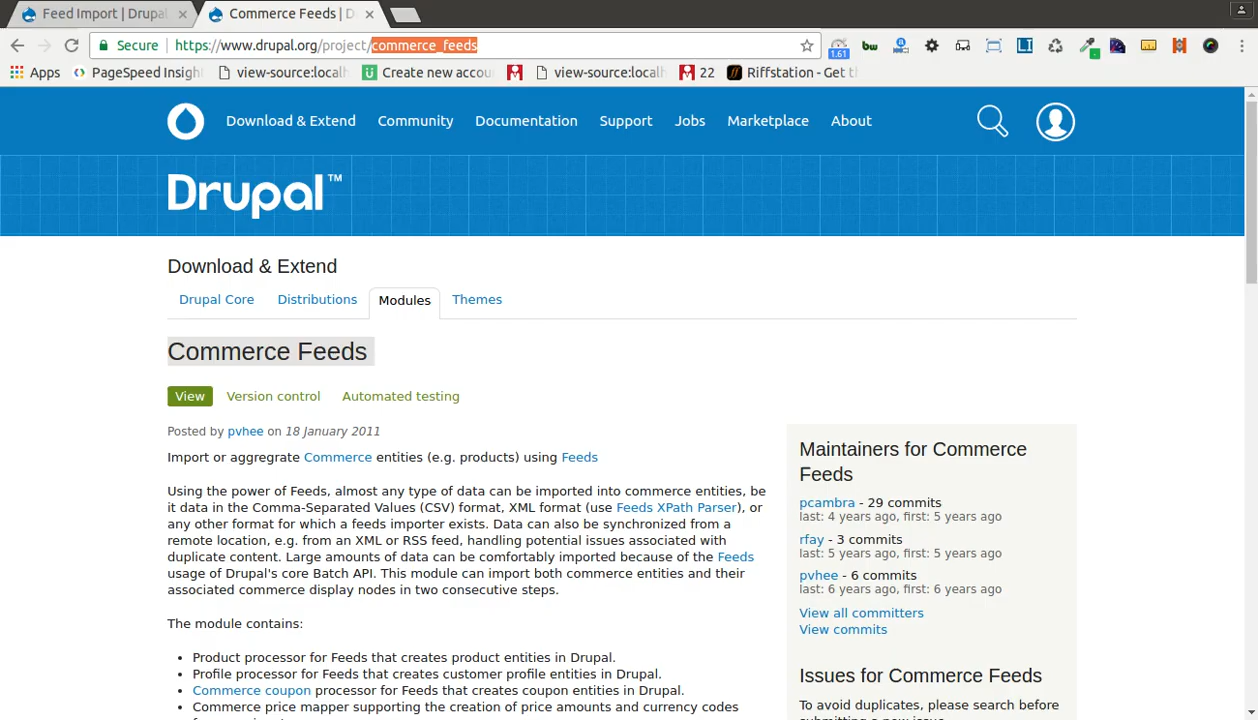 Feed Import | Drupal
Commerce Feeds | D
Secure
https://www.drupal.org/project/commerce_feeds
1.61
bw
LI
Apps
PageSpeed Insigh
view-source:local
Create new accou
view-source:local
22
Riffstation - Get t
Download & Extend
Community
Documentation
Support
Jobs
Marketplace
About
Drupal™
Download & Extend
Drupal Core
Distributions
Modules
Themes
Commerce Feeds
View
Version control
Automated testing
Posted by pvhee on 18 January 2011
Import or aggregrate Commerce entities (e.g. products) using Feeds
Using the power of Feeds, almost any type of data can be imported into commerce entities, be
it data in the Comma-Separated Values (CSV) format, XML format (use Feeds XPath Parser), or
any other format for which a feeds importer exists. Data can also be synchronized from a
remote location, e.g. from an XML or RSS feed, handling potential issues associated with
duplicate content. Large amounts of data can be comfortably imported because of the Feeds
usage of Drupal's core Batch API. This module can import both commerce entities and their
associated commerce display nodes in two consecutive steps.
The module contains:
• Product processor for Feeds that creates product entities in Drupal.
• Profile processor for Feeds that creates customer profile entities in Drupal.
• Commerce coupon processor for Feeds that creates coupon entities in Drupal.
• Commerce price mapper supporting the creation of price amounts and currency codes
Maintainers for Commerce
Feeds
pcambra - 29 commits
last: 4 years ago, first: 5 years ago
rfay - 3 commits
last: 5 years ago, first: 5 years ago
pvhee - 6 commits
last: 6 years ago, first: 6 years ago
View all committers
View commits
Issues for Commerce Feeds
To avoid duplicates, please search before
submitting a new issue.